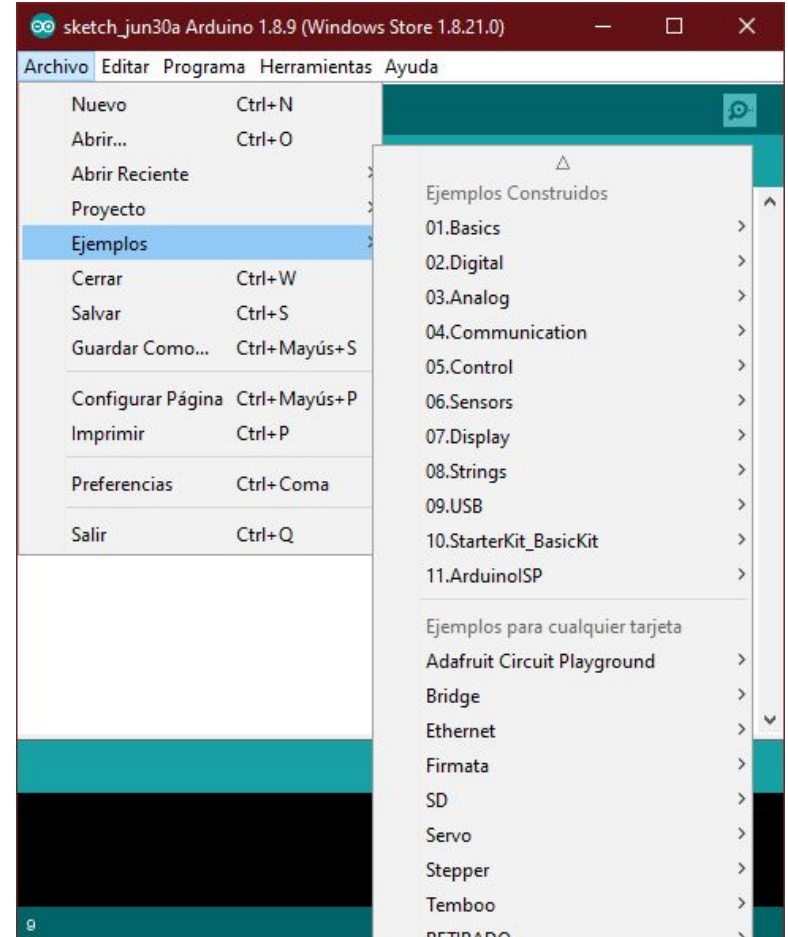 sketch_jun30a Arduino 1.8.9 (Windows Store 1.8.21.0)
Archivo Editar Programa Herramientas Ayuda
Nuevo Ctrl+N
Abrir... Ctrl+O
Abrir Reciente
Proyecto
Ejemplos
Cerrar Ctrl+W
Salvar Ctrl+S
Guardar Como... Ctrl+Mayús+S
Configurar Página Ctrl+Mayús+P
Imprimir Ctrl+P
Preferencias Ctrl+Coma
Salir Ctrl+Q
Ejemplos Construidos
01.Basics
02.Digital
03.Analog
04.Communication
05.Control
06.Sensors
07.Display
08.Strings
09.USB
10.StarterKit_BasicKit
11.ArduinoISP
Ejemplos para cualquier tarjeta
Adafruit Circuit Playground
Bridge
Ethernet
Firmata
SD
Servo
Stepper
Temboo
RETIRADO
9